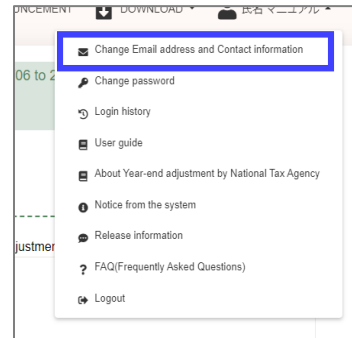 DOWNLOAD
氏名 マニュアル
Change Email address and Contact information
06 to 2
Change password
Login history
User guide
About Year-end adjustment by National Tax Agency
Notice from the system
justmen
Release information
FAQ(Frequently Asked Questions)
Logout